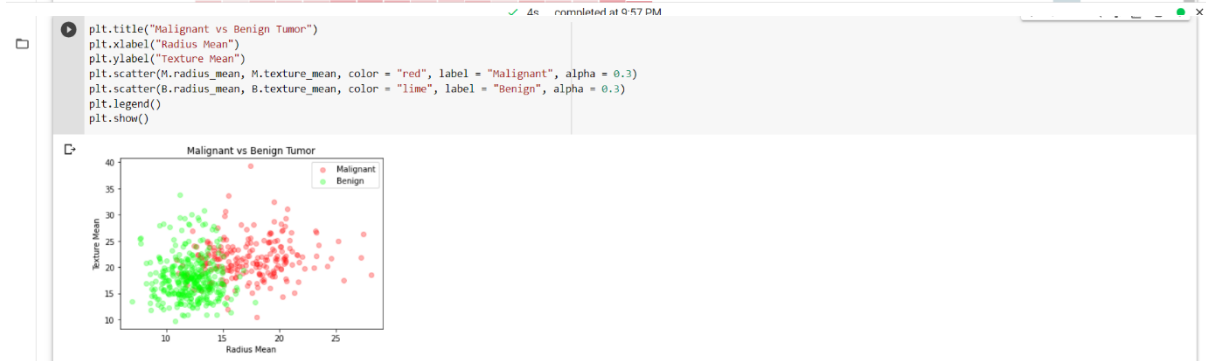 4s completed at 9:57 PM
plt.title("Malignant vs Benign Tumor")
plt.xlabel("Radius Mean")
plt.ylabel("Texture Mean")
plt.scatter(M.radius_mean, M.texture_mean, color = "red", label = "Malignant", alpha = 0.3)
plt.scatter(B.radius_mean, B.texture_mean, color = "lime", label = "Benign", alpha = 0.3)
plt.legend()
plt.show()
Malignant vs Benign Tumor
Malignant
Benign
Texture Mean
40
35
30
25
20
15
10
10 15 20 25
Radius Mean